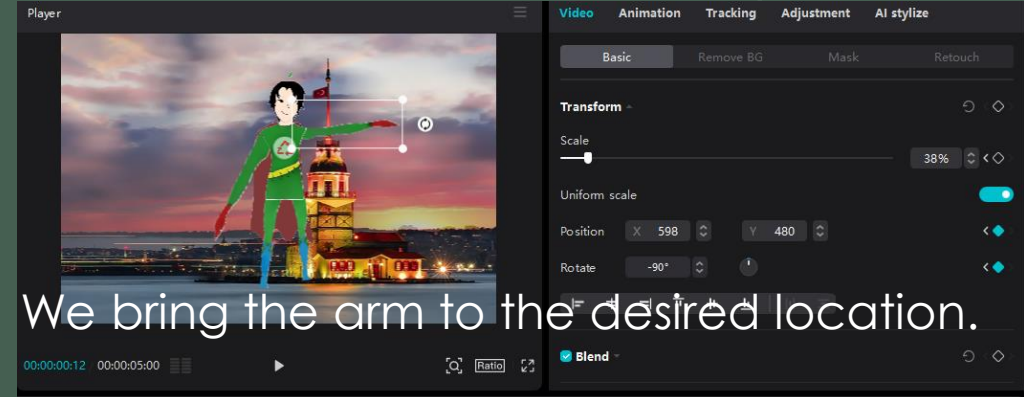 Player
Video Animation Tracking Adjustment AI stylize
Basic Remove BG Mask Retouch
Transform
Scale
38%
Uniform scale
Position X 598 Y 480
Rotate -90°
We bring the arm to the desired location.
Blend
00:00:00:12 00:00:05:00 Ratio